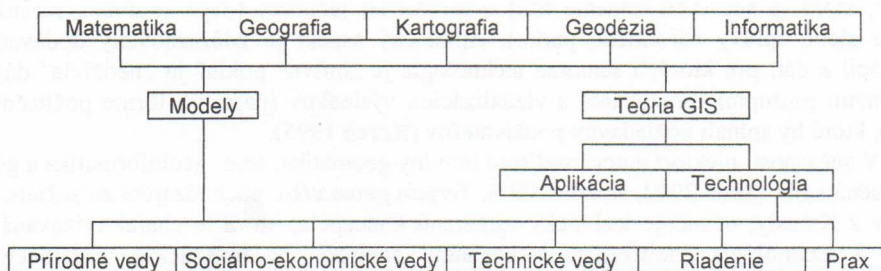 Matematika Geografia Kartografia Geodézia Informatika
Modely Teória GIS
Aplikácia Technológia
Prírodné vedy Sociálno-ekonomické vedy Technické vedy Riadenie Prax